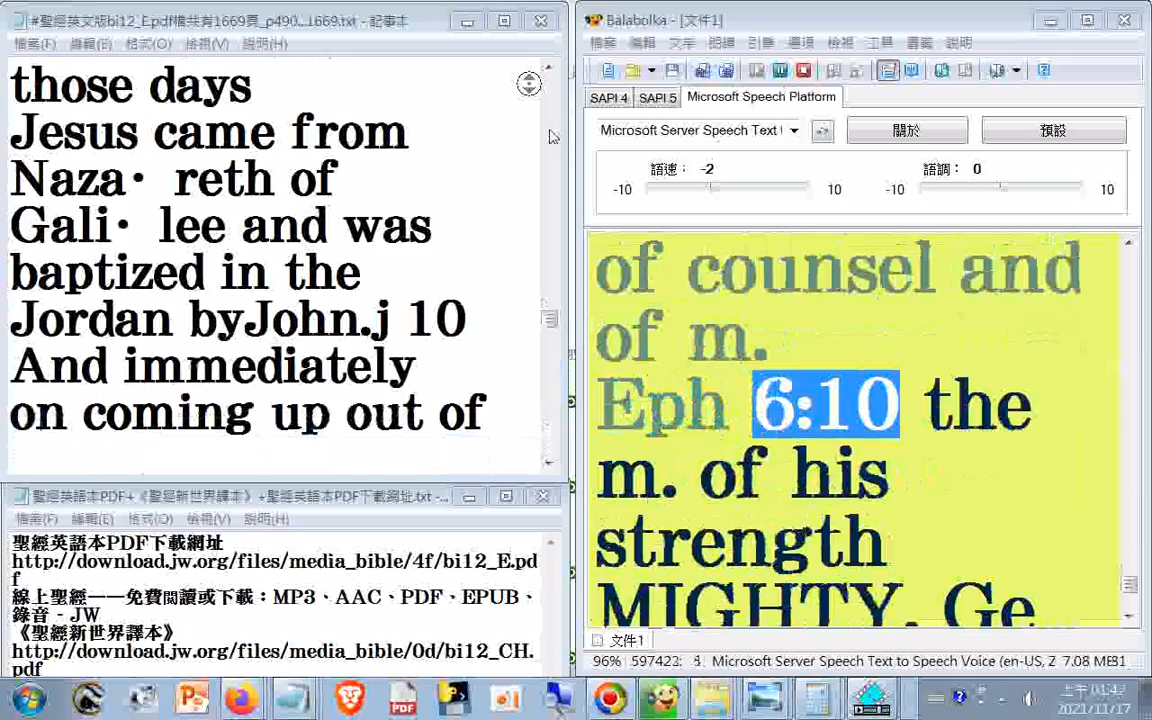 #聖經英文版bi12_E.pdf檔共有1669頁_p490...1669.txt - 記事本
檔案(F) 編輯(E) 格式(O) 檢視(V) 說明(H)
those days
Jesus came from
Naza· reth of
Gali· lee and was
baptized in the
Jordan byJohn.j 10
And immediately
on coming up out of
聖經英語本PDF+《聖經新世界譯本》+聖經英語本PDF下載網址.txt -...
檔案(F) 編輯(E) 格式(O) 檢視(V) 說明(H)
聖經英語本PDF下載網址
http://download.jw.org/files/media_bible/4f/bi12_E.pd
f
線上聖經——免費閱讀或下載：MP3、AAC、PDF、EPUB、
錄音 - JW
《聖經新世界譯本》
http://download.jw.org/files/media_bible/0d/bi12_CH.
pdf
Balabolka - [文件1]
檔案 編輯 文字 朗讀 引擎 選項 檢視 工具 書籤 說明
SAPI 4 SAPI 5 Microsoft Speech Platform
Microsoft Server Speech Text 關於 預設
語速： -2 語調： 0
-10 10 -10 10
of counsel and
of m.
Eph 6:10 the
m. of his
strength
MIGHTY, Ge
文件1
96% Microsoft Server Speech Text to Speech Voice (en-US, Z 7.08 MB
PDF
上午 01:43
2021/11/17